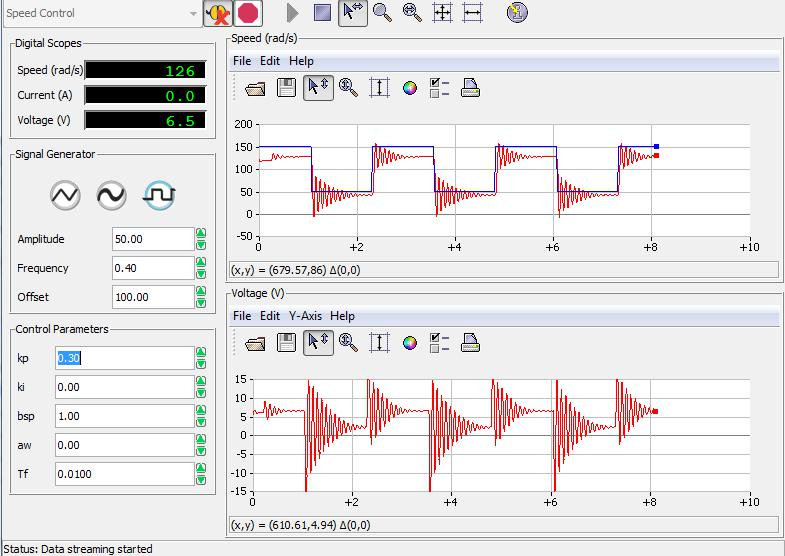 Speed Control
Digital Scopes
Speed (rad/s) 126
Current (A) 0.0
Voltage (V) 6.5
Signal Generator
Amplitude 50.00
Frequency 0.40
Offset 100.00
Control Parameters
kp 0.30
ki 0.00
bsp 1.00
aw 0.00
Tf 0.0100
Speed (rad/s)
File Edit Help
200
150
100
50
0
-50
0 +2 +4 +6 +8 +10
(x,y) = (679.57,86) Δ(0,0)
Voltage (V)
File Edit Y-Axis Help
15
10
5
0
-5
-10
-15
0 +2 +4 +6 +8 +10
(x,y) = (610.61,4.94) Δ(0,0)
Status: Data streaming started